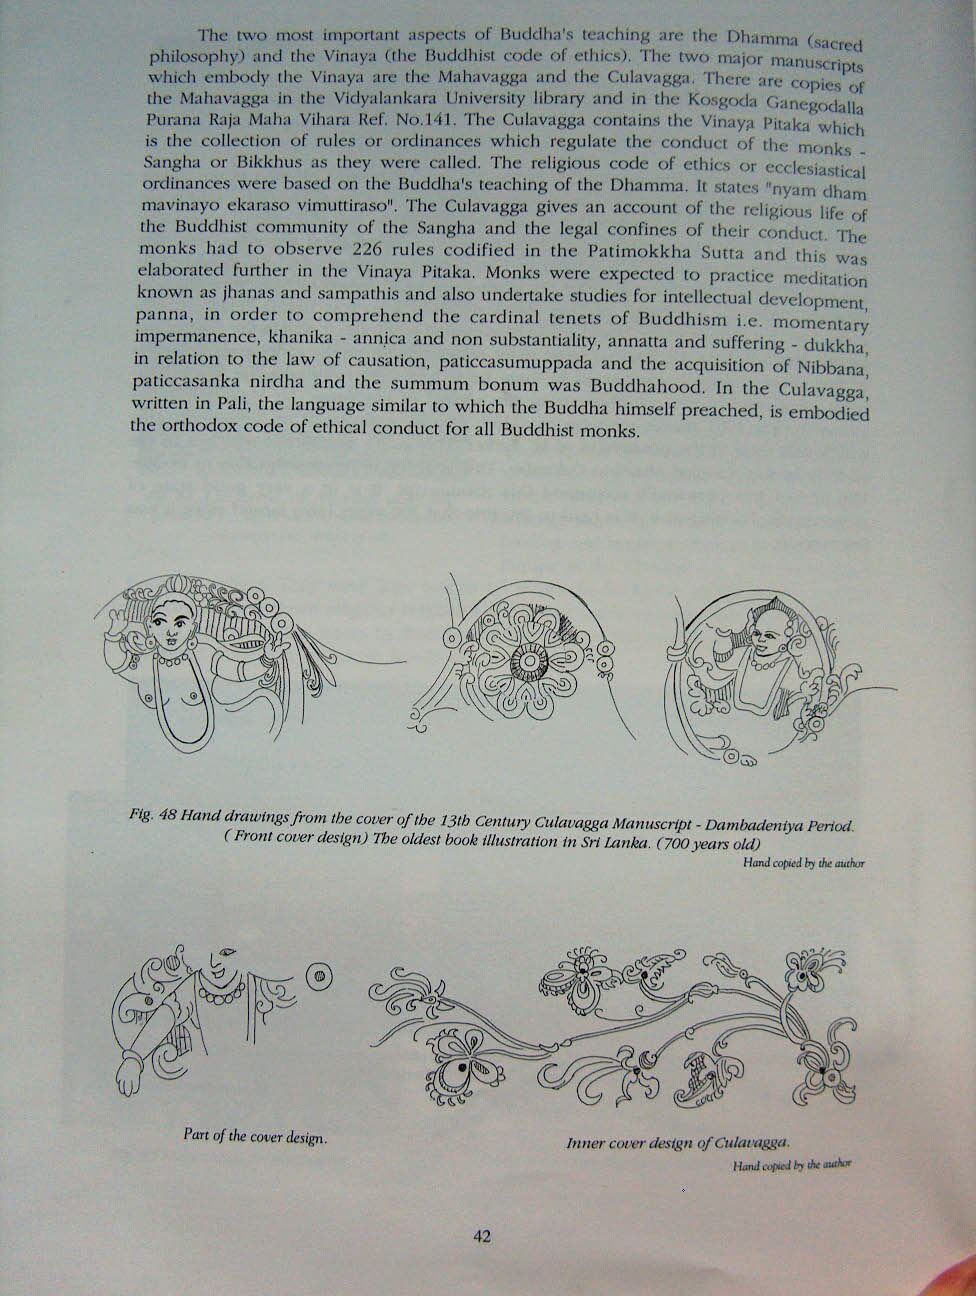 The two most important aspects of Buddha's teaching are the Dhamma (sacred
philosophy) and the Vinaya (the Buddhist code of ethics). The two major manuscripts
which embody the Vinaya are the Mahavagga and the Culavagga. There are copies of
the Mahavagga in the Vidyalankara University library and in the Kosgoda Ganegodalla
Purana Raja Maha Vihara Ref. No.141. The Culavagga contains the Vinaya Pitaka which
is the collection of rules or ordinances which regulate the conduct of the monks -
Sangha or Bikkhus as they were called. The religious code of ethics or ecclesiastical
ordinances were based on the Buddha's teaching of the Dhamma. It states "nyam dham
mavinayo ekaraso vimuttiraso". The Culavagga gives an account of the religious life of
the Buddhist community of the Sangha and the legal confines of their conduct. The
monks had to observe 226 rules codified in the Patimokkha Sutta and this was
elaborated further in the Vinaya Pitaka. Monks were expected to practice meditation
known as jhanas and sampathis and also undertake studies for intellectual development,
panna, in order to comprehend the cardinal tenets of Buddhism i.e. momentary
impermanence, khanika - annica and non substantiality, annatta and suffering - dukkha,
in relation to the law of causation, paticcasumuppada and the acquisition of Nibbana,
paticcasanka nirdha and the summum bonum was Buddhahood. In the Culavagga,
written in Pali, the language similar to which the Buddha himself preached, is embodied
the orthodox code of ethical conduct for all Buddhist monks.
Fig. 48 Hand drawings from the cover of the 13th Century Culavagga Manuscript - Dambadeniya Period.
( Front cover design) The oldest book illustration in Sri Lanka. (700 years old)
Hand copied by the author
Part of the cover design.
Inner cover design of Culavagga.
Hand copied by the author
42